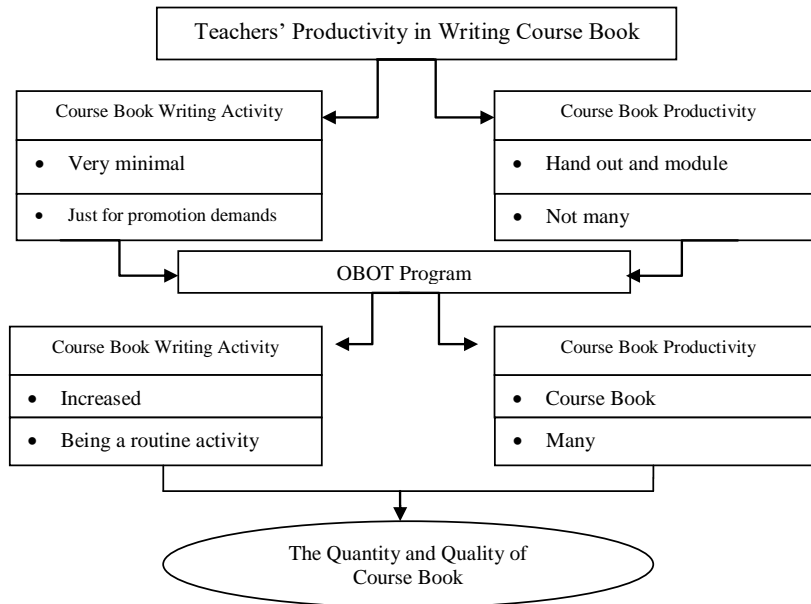 Teachers’ Productivity in Writing Course Book
Course Book Writing Activity
• Very minimal
• Just for promotion demands
Course Book Productivity
• Hand out and module
• Not many
OBOT Program
Course Book Writing Activity
• Increased
• Being a routine activity
Course Book Productivity
• Course Book
• Many
The Quantity and Quality of
Course Book